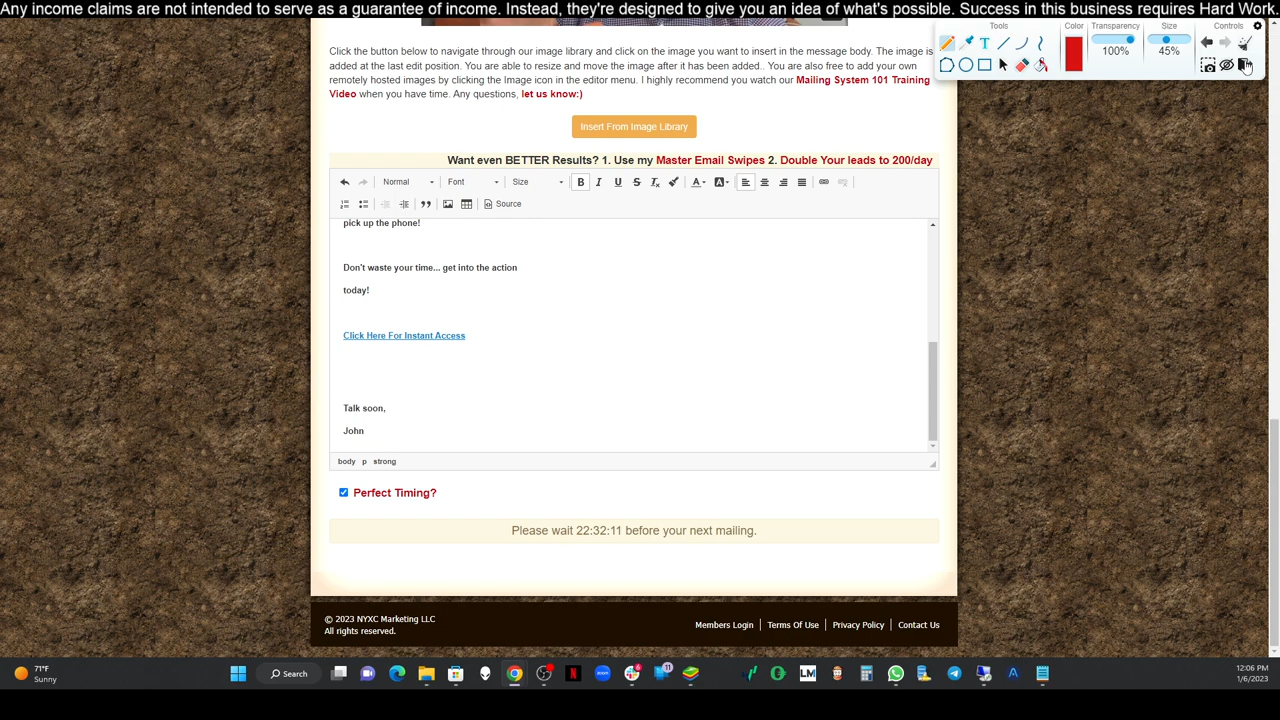 Any income claims are not intended to serve as a guarantee of income. Instead, they're designed to give you an idea of what's possible. Success in this business requires Hard Work.
Tools
Color
Transparency
Size
Controls
100%
45%
Click the button below to navigate through our image library and click on the image you want to insert in the message body. The image is
added at the last edit position. You are able to resize and move the image after it has been added.. You are also free to add your own
remotely hosted images by clicking the Image icon in the editor menu. I highly recommend you watch our Mailing System 101 Training
Video when you have time. Any questions, let us know:)
Insert From Image Library
Want even BETTER Results? 1. Use my Master Email Swipes 2. Double Your leads to 200/day
Normal
Font
Size
B I U S
Source
pick up the phone!
Don't waste your time... get into the action
today!
Click Here For Instant Access
Talk soon,
John
body p strong
Perfect Timing?
Please wait 22:32:11 before your next mailing.
© 2023 NYXC Marketing LLC
All rights reserved.
Members Login
Terms Of Use
Privacy Policy
Contact Us
71°F
Sunny
Search
12:06 PM
1/6/2023